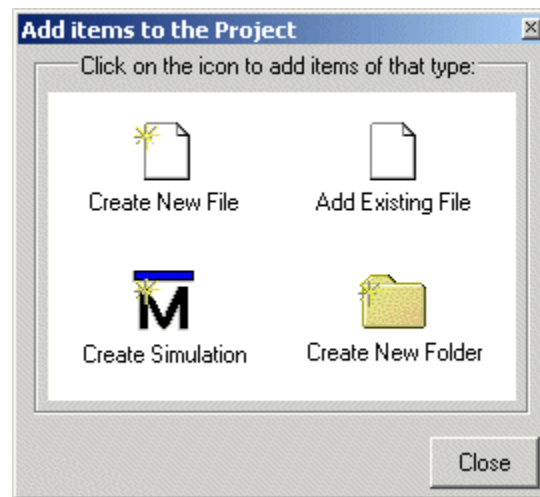 Add items to the Project
Click on the icon to add items of that type:
Create New File
Add Existing File
M
Create Simulation
Create New Folder
Close